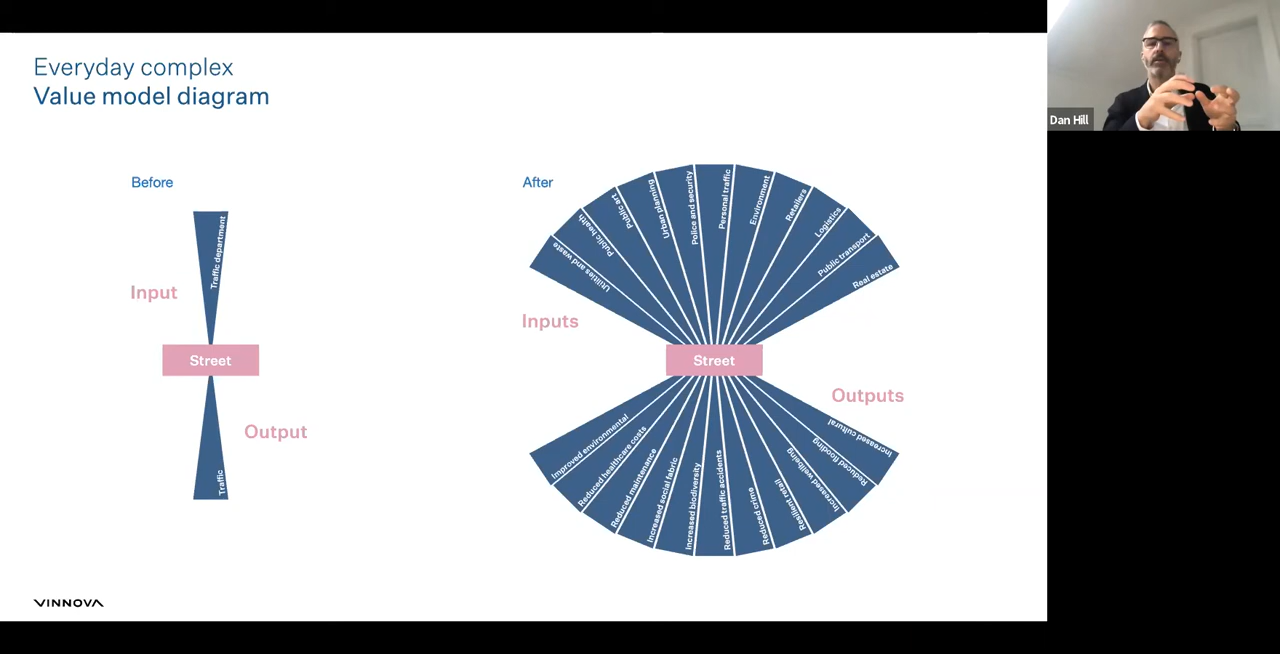 Everyday complex
Value model diagram
Dan Hill
Before
Traffic department
Input
Street
Output
Traffic
After
Utilities and waste
Public health
Public art
Urban planning
Police and security
Personal traffic
Environment
Retailers
Logistics
Public transport
Real estate
Inputs
Street
Outputs
Improved environmental
Reduced healthcare costs
Reduced maintenance
Increased social fabric
Increased biodiversity
Reduced traffic accidents
Reduced crime
Resilient retail
Increased wellbeing
Reduced flooding
Increased cultural
VINNOVA